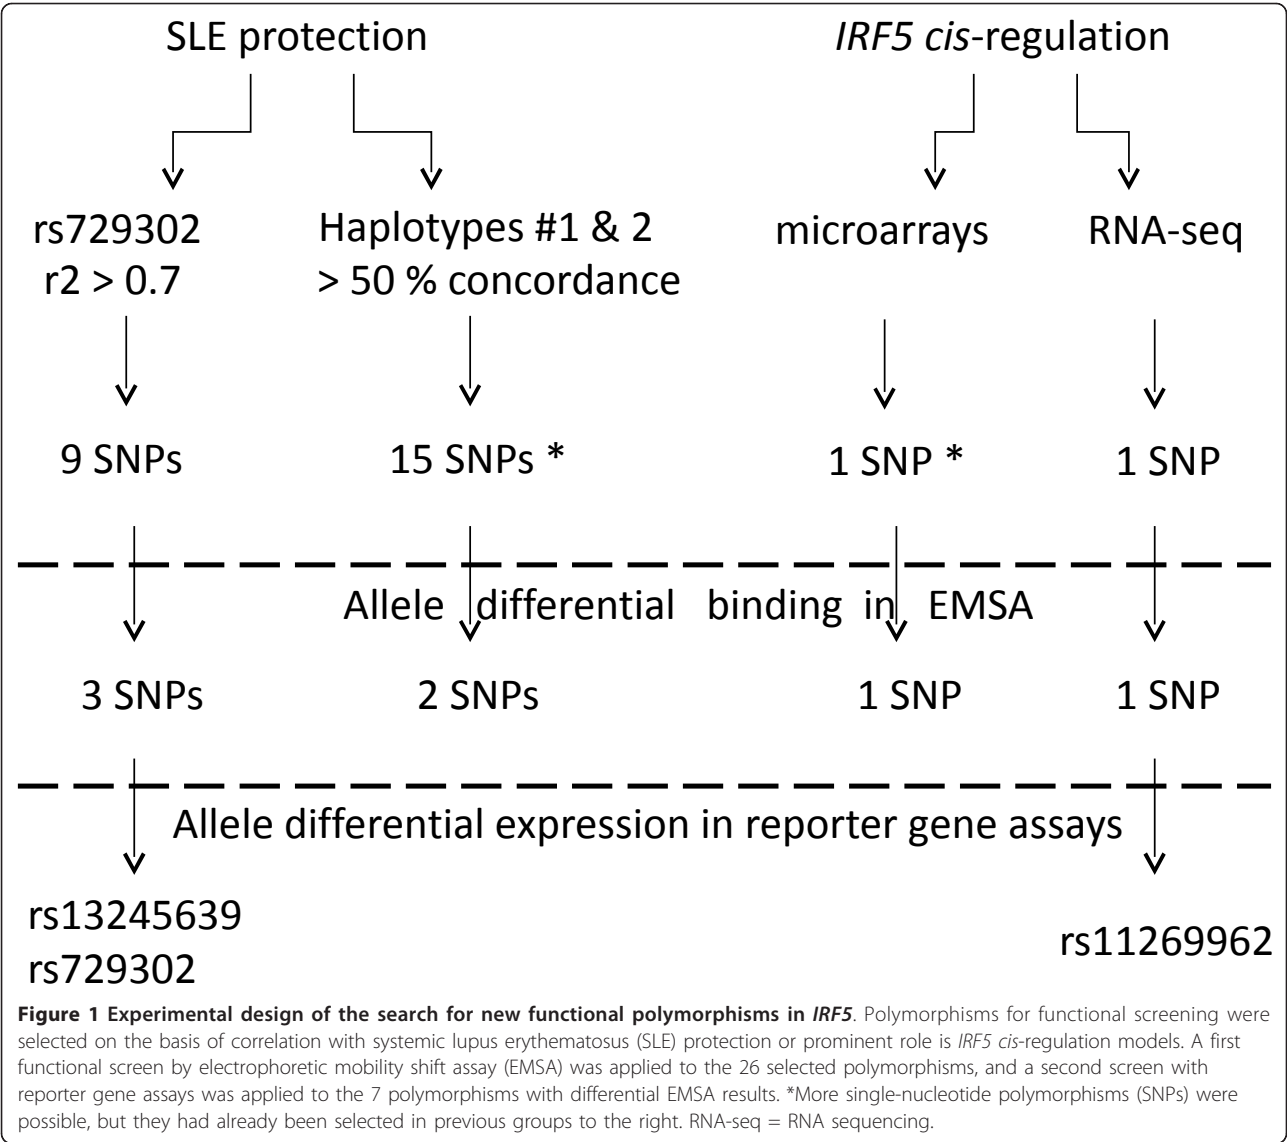 SLE protection
IRF5 cis-regulation
rs729302
r2 > 0.7
Haplotypes #1 & 2
> 50 % concordance
microarrays
RNA-seq
9 SNPs
15 SNPs *
1 SNP *
1 SNP
Allele differential binding in EMSA
3 SNPs
2 SNPs
1 SNP
1 SNP
Allele differential expression in reporter gene assays
rs13245639
rs729302
rs11269962
Figure 1 Experimental design of the search for new functional polymorphisms in IRF5. Polymorphisms for functional screening were
selected on the basis of correlation with systemic lupus erythematosus (SLE) protection or prominent role is IRF5 cis-regulation models. A first
functional screen by electrophoretic mobility shift assay (EMSA) was applied to the 26 selected polymorphisms, and a second screen with
reporter gene assays was applied to the 7 polymorphisms with differential EMSA results. *More single-nucleotide polymorphisms (SNPs) were
possible, but they had already been selected in previous groups to the right. RNA-seq = RNA sequencing.